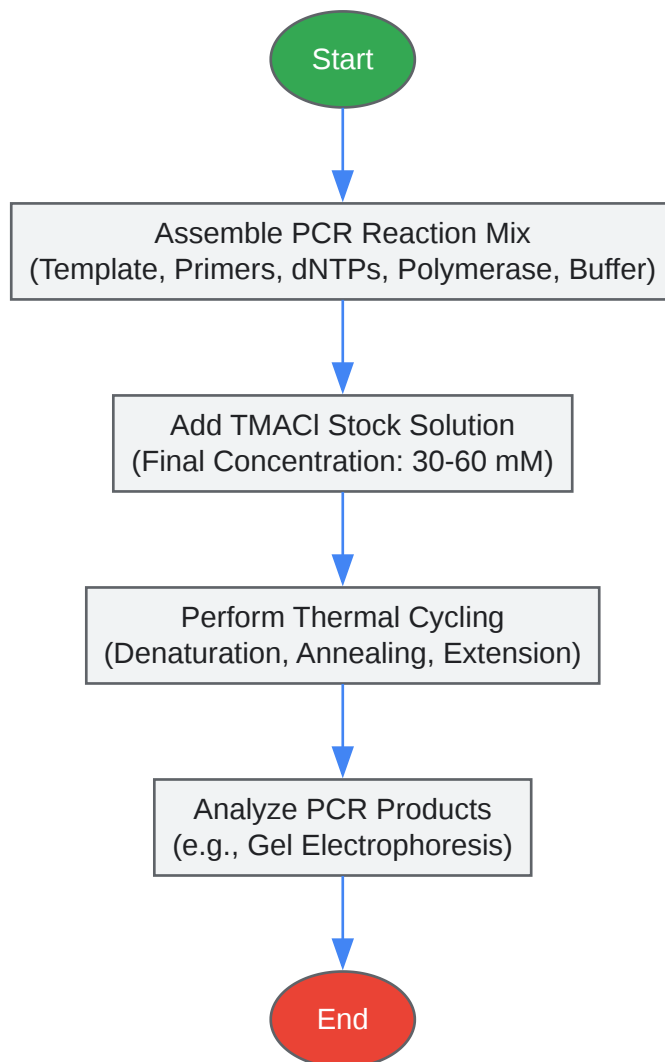 Start
Assemble PCR Reaction Mix
(Template, Primers, dNTPs, Polymerase, Buffer)
Add TMACl Stock Solution
(Final Concentration: 30-60 mM)
Perform Thermal Cycling
(Denaturation, Annealing, Extension)
Analyze PCR Products
(e.g., Gel Electrophoresis)
End